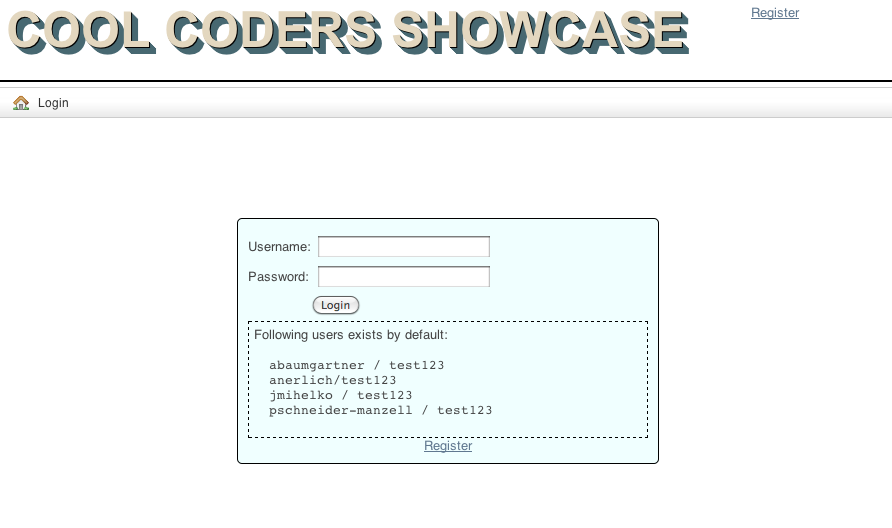 COOL CODERS SHOWCASE
Register
Login
Username:
Password:
Login
Following users exists by default:
abaumgartner / test123
anerlich/test123
jmihelko / test123
pschneider-manzell / test123
Register